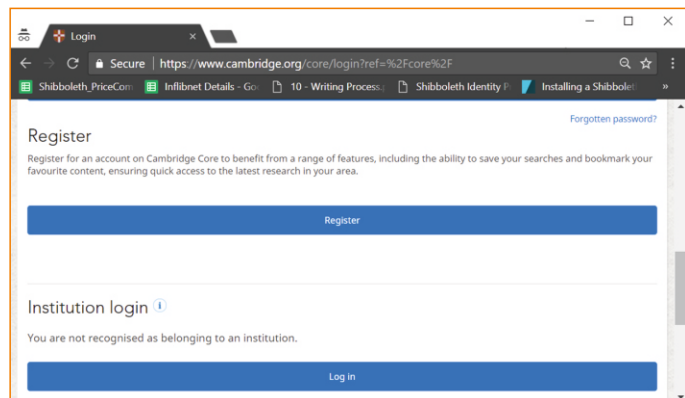 Login
Secure | https://www.cambridge.org/core/login?ref=%2Fcore%2F
Shibboleth_PriceCom Inflibnet Details - Go 10 - Writing Process. Shibboleth Identity P Installing a Shibbolet »
Forgotten password?
Register
Register for an account on Cambridge Core to benefit from a range of features, including the ability to save your searches and bookmark your
favourite content, ensuring quick access to the latest research in your area.
Register
Institution login i
You are not recognised as belonging to an institution.
Log in